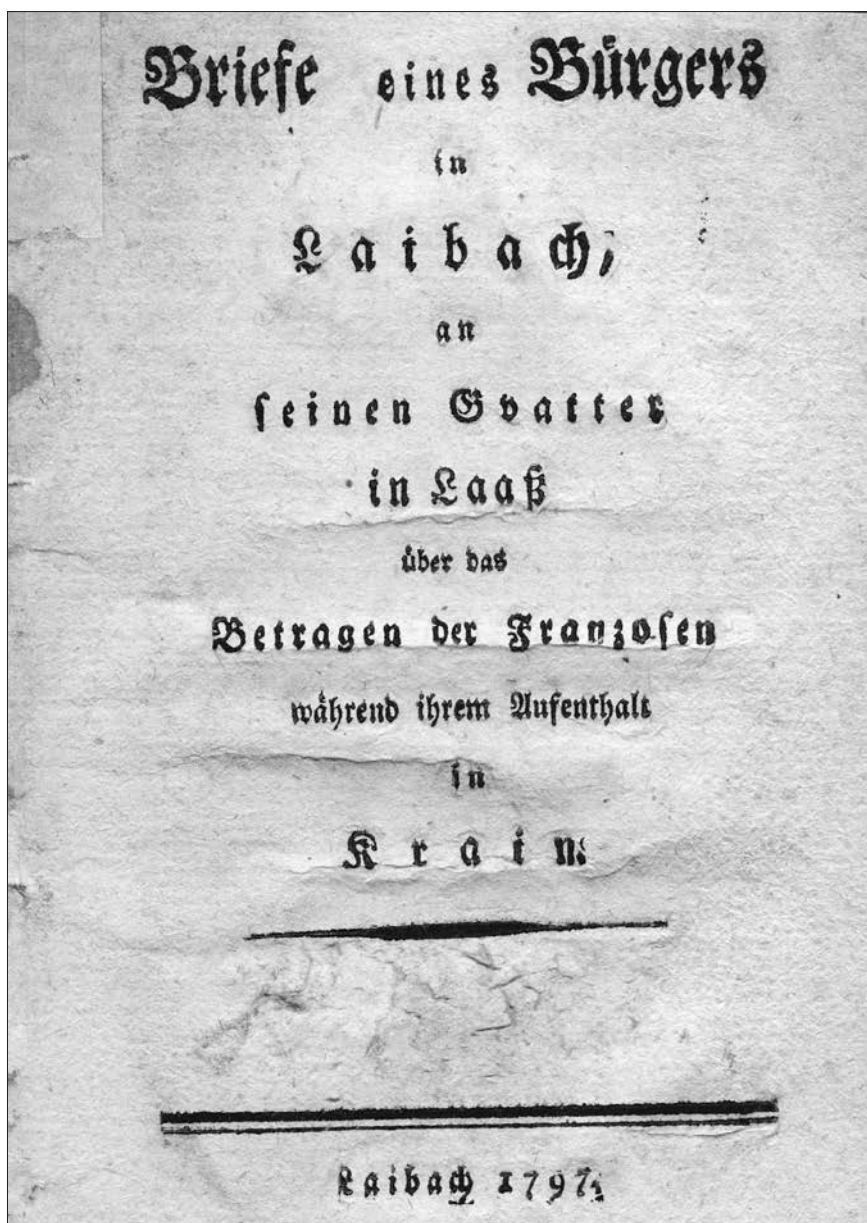 Briefe eines Bürgers
in
Laibach,
an
seinen Gvatter
in Laaß
über das
Betragen der Franzosen
während ihrem Aufenthalt
in
Krain.
Laibach 1797.